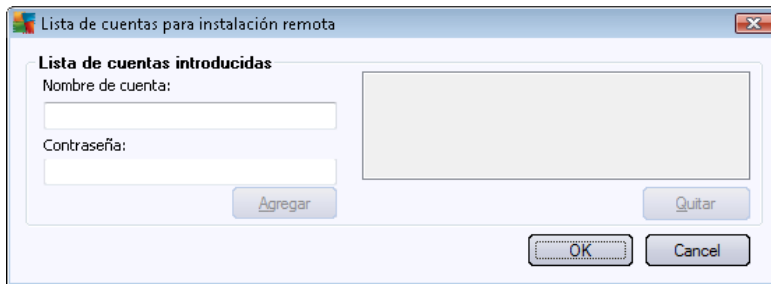 Lista de cuentas para instalación remota
Lista de cuentas introducidas
Nombre de cuenta:
Contraseña:
Agregar
Quitar
OK
Cancel